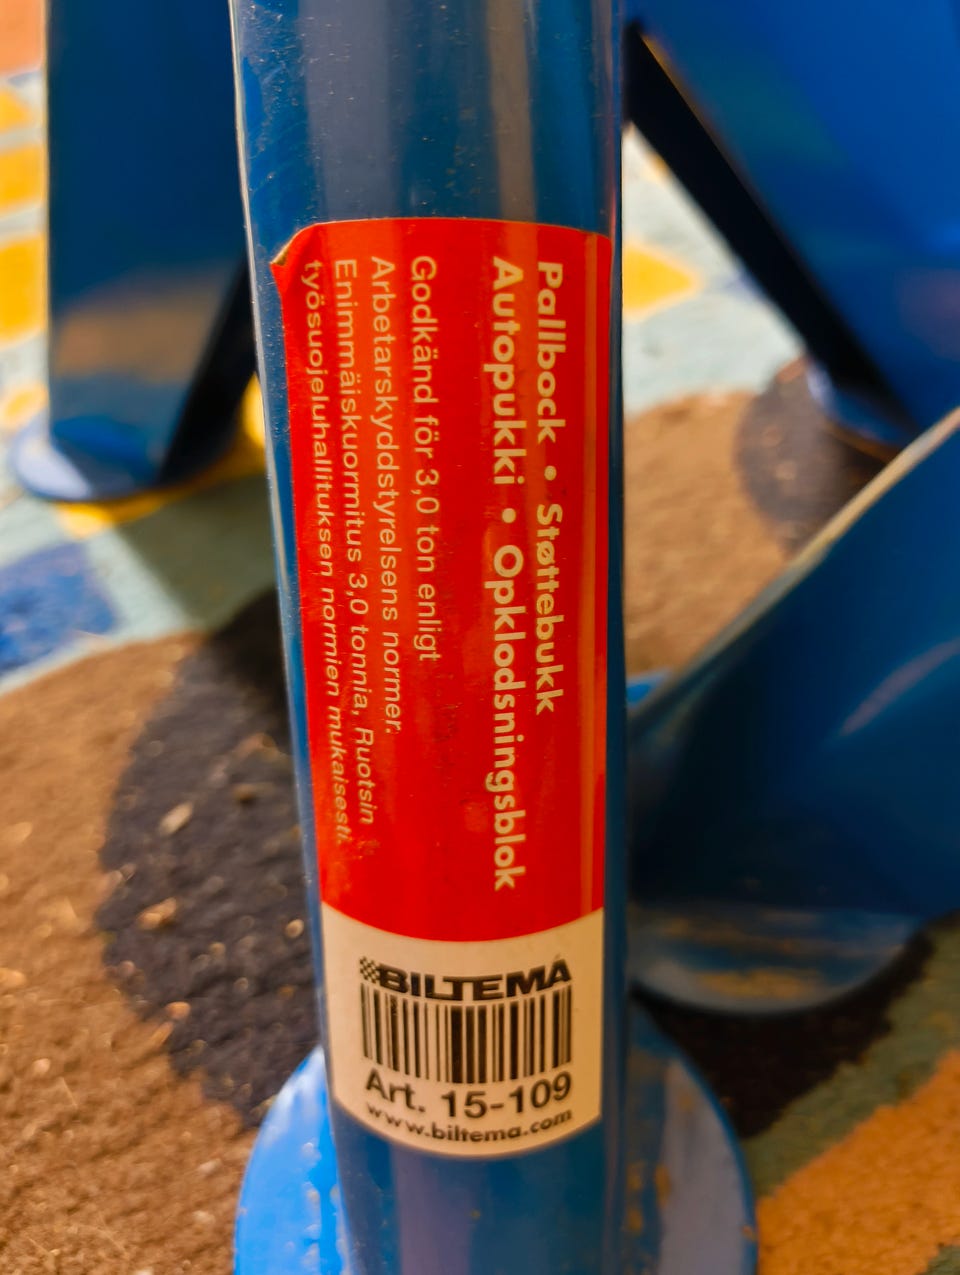 Pallbock • Støttebukk
Autopukki • Opklodsningsblok
Godkänd för 3,0 ton enligt
Arbetarskyddstyrelsens normer.
Enimmäiskuormitus 3,0 tonnia, Ruotsin
työsuojeluhallituksen normien mukaisesti.
BILTEMA
Art. 15-109
www.biltema.com